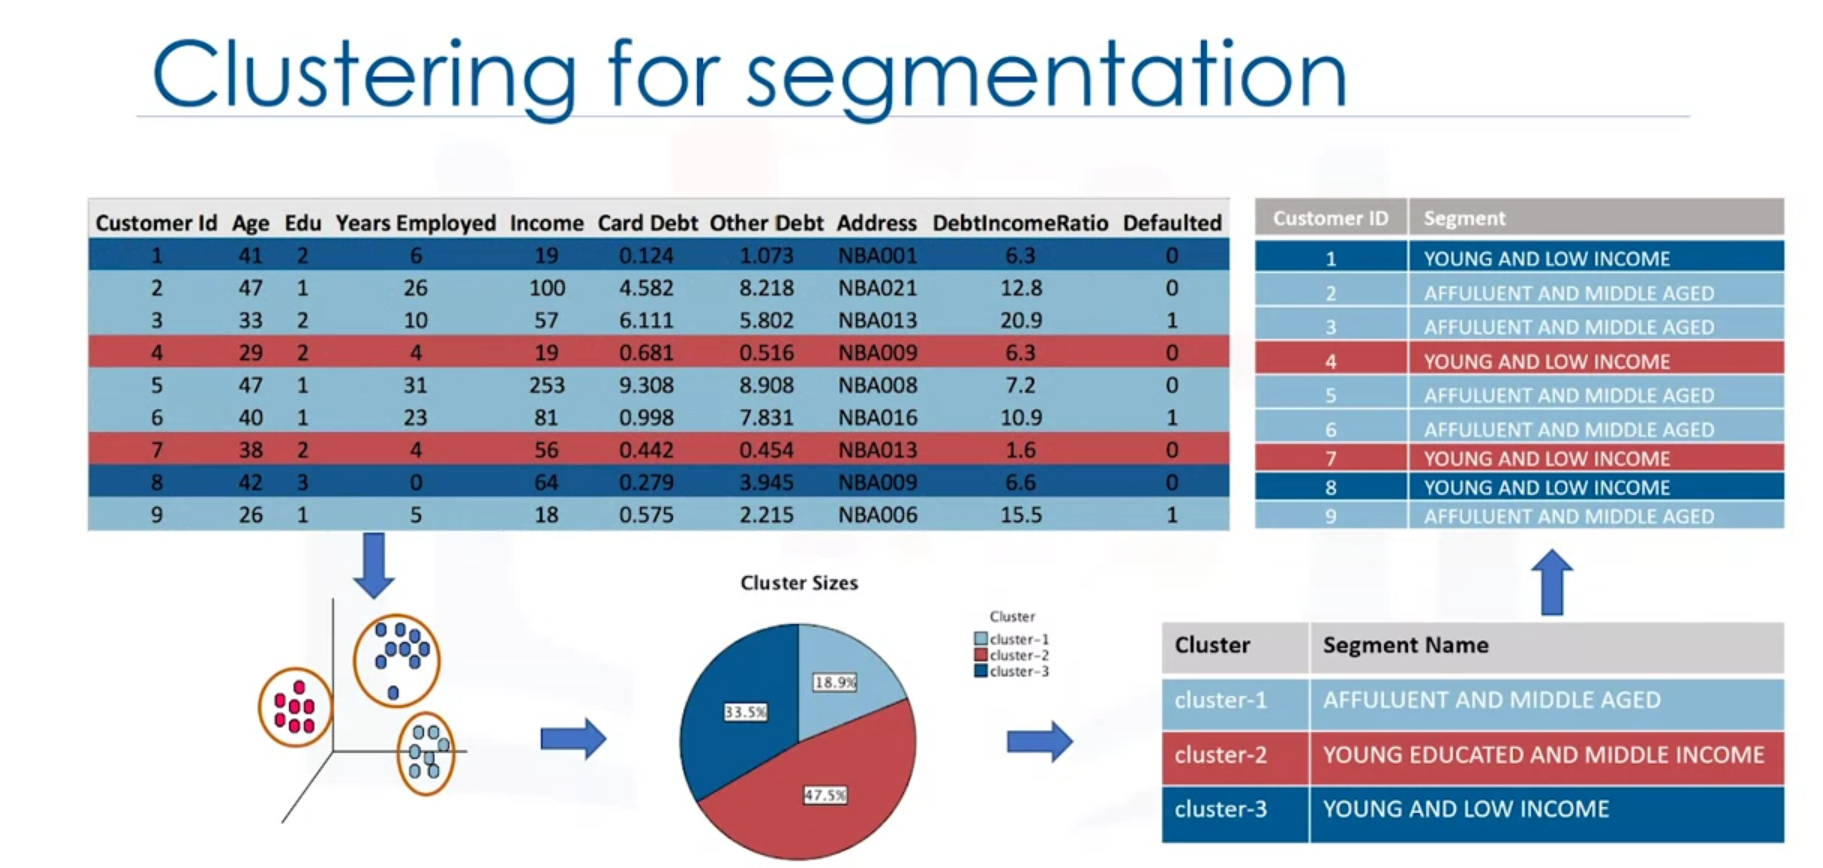 Clustering for segmentation
Customer Id Age Edu Years Employed Income Card Debt Other Debt Address DebtIncomeRatio Defaulted
1 41 2 6 19 0.124 1.073 NBA001 6.3 0
2 47 1 26 100 4.582 8.218 NBA021 12.8 0
3 33 2 10 57 6.111 5.802 NBA013 20.9 1
4 29 2 4 19 0.681 0.516 NBA009 6.3 0
5 47 1 31 253 9.308 8.908 NBA008 7.2 0
6 40 1 23 81 0.998 7.831 NBA016 10.9 1
7 38 2 4 56 0.442 0.454 NBA013 1.6 0
8 42 3 0 64 0.279 3.945 NBA009 6.6 0
9 26 1 5 18 0.575 2.215 NBA006 15.5 1
Customer ID Segment
1 YOUNG AND LOW INCOME
2 AFFULUENT AND MIDDLE AGED
3 AFFULUENT AND MIDDLE AGED
4 YOUNG AND LOW INCOME
5 AFFULUENT AND MIDDLE AGED
6 AFFULUENT AND MIDDLE AGED
7 YOUNG AND LOW INCOME
8 YOUNG AND LOW INCOME
9 AFFULUENT AND MIDDLE AGED
Cluster Sizes
18.9%
33.5%
47.5%
Cluster
cluster-1
cluster-2
cluster-3
Cluster Segment Name
cluster-1 AFFULUENT AND MIDDLE AGED
cluster-2 YOUNG EDUCATED AND MIDDLE INCOME
cluster-3 YOUNG AND LOW INCOME